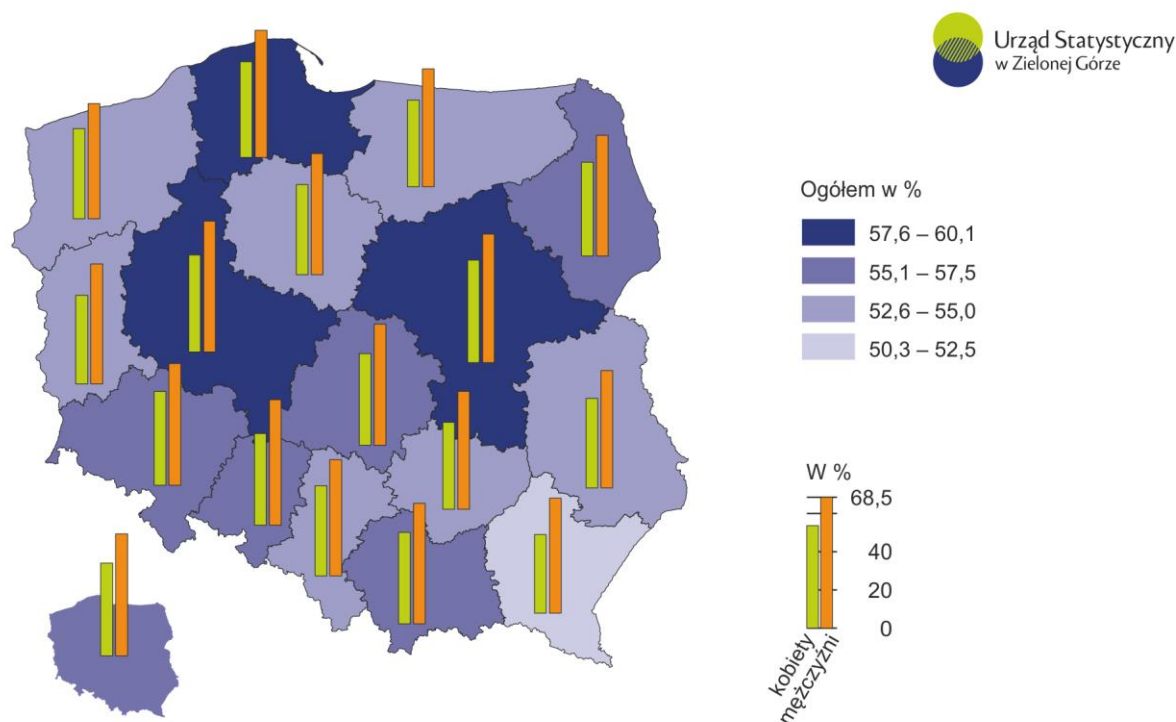 Urząd Statystyczny
w Zielonej Górze
Ogółem w %
57,6 – 60,1
55,1 – 57,5
52,6 – 55,0
50,3 – 52,5
W %
68,5
40
20
0
kobiety
mężczyźni